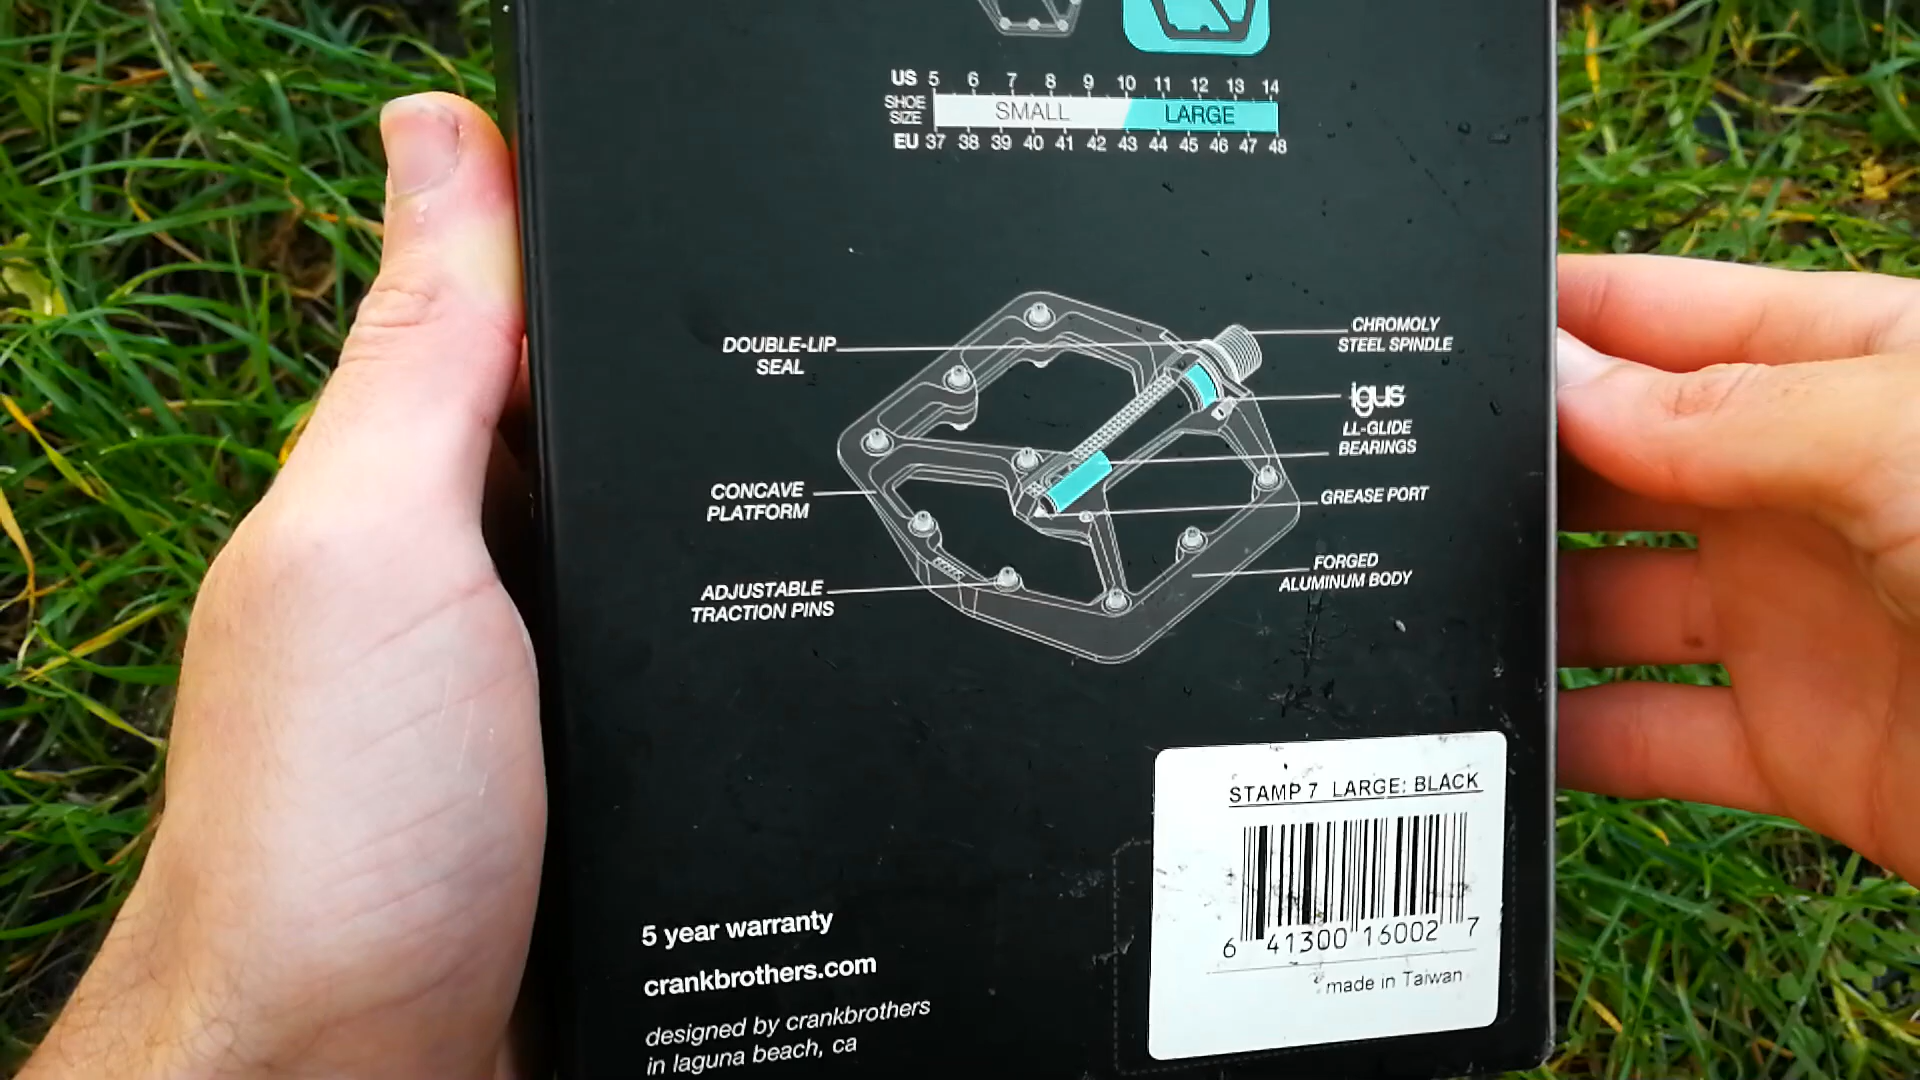 US 5 6 7 8 9 10 11 12 13 14
SHOE
SIZE
SMALL LARGE
EU 37 38 39 40 41 42 43 44 45 46 47 48
DOUBLE-LIP
SEAL
CHROMOLY
STEEL SPINDLE
igus
LL-GLIDE
BEARINGS
CONCAVE
PLATFORM
GREASE PORT
FORGED
ALUMINUM BODY
ADJUSTABLE
TRACTION PINS
STAMP 7 LARGE: BLACK
6 41300 16002 7
made in Taiwan
5 year warranty
crankbrothers.com
designed by crankbrothers
in laguna beach, ca